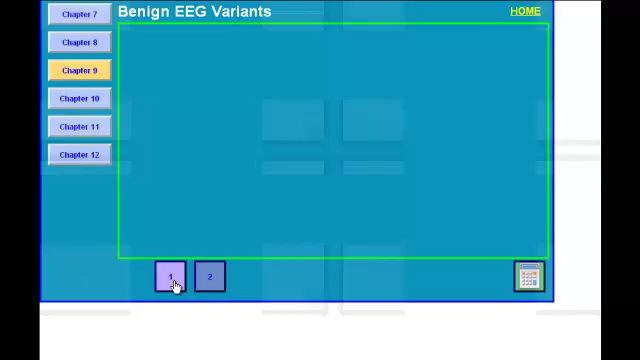 Benign EEG Variants
HOME
Chapter 7
Chapter 8
Chapter 9
Chapter 10
Chapter 11
Chapter 12
1
2